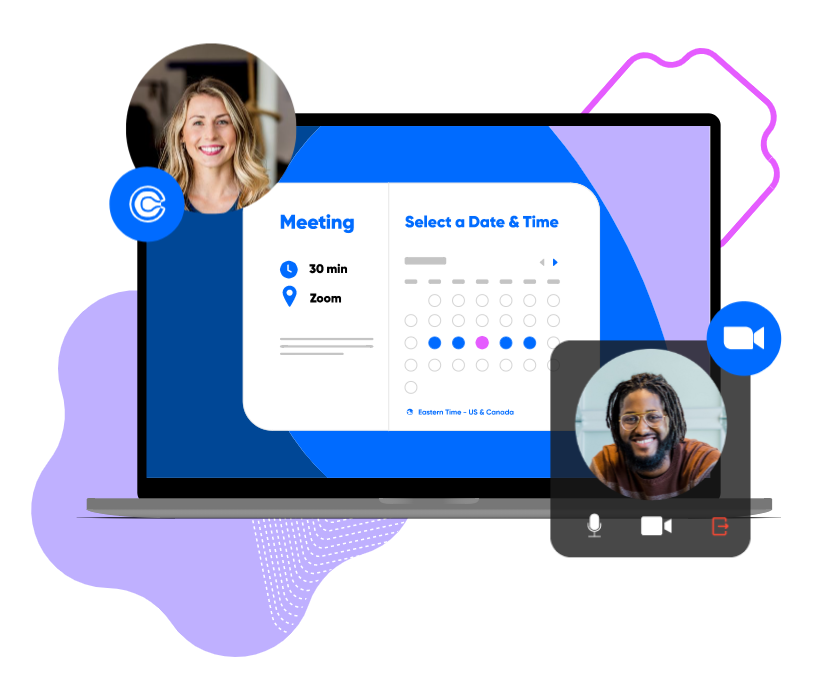 Meeting
30 min
Zoom
Select a Date & Time
Eastern Time - US & Canada